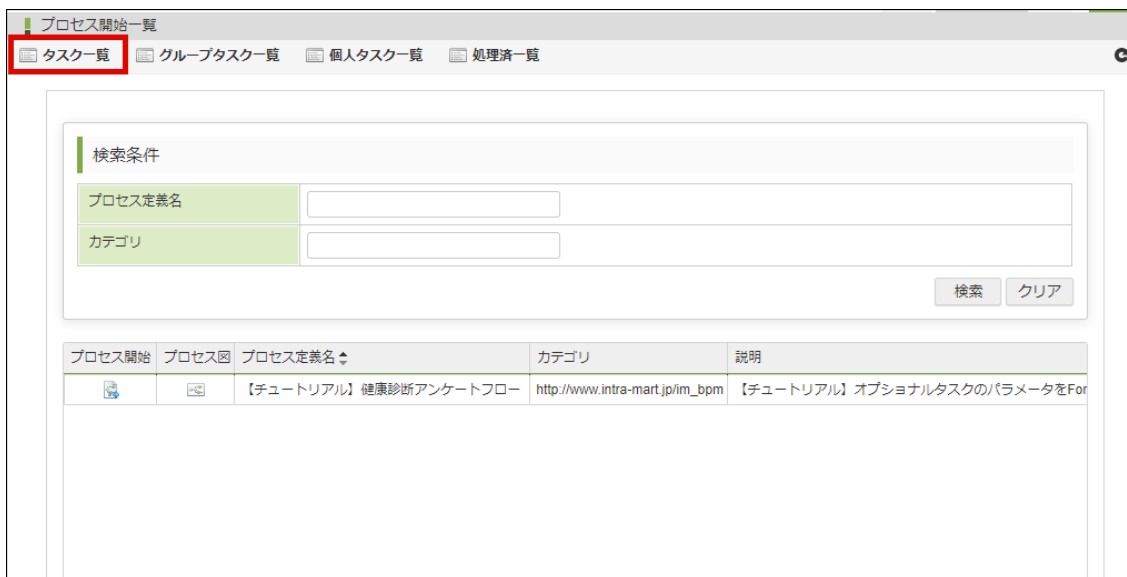 プロセス開始一覧
タスク一覧 グループタスク一覧 個人タスク一覧 処理済一覧
検索条件
プロセス定義名
カテゴリ
検索 クリア
プロセス開始 プロセス図 プロセス定義名 カテゴリ 説明
【チュートリアル】健康診断アンケートフロー http://www.intra-mart.jp/im_bpm 【チュートリアル】オプショナルタスクのパラメータをFor